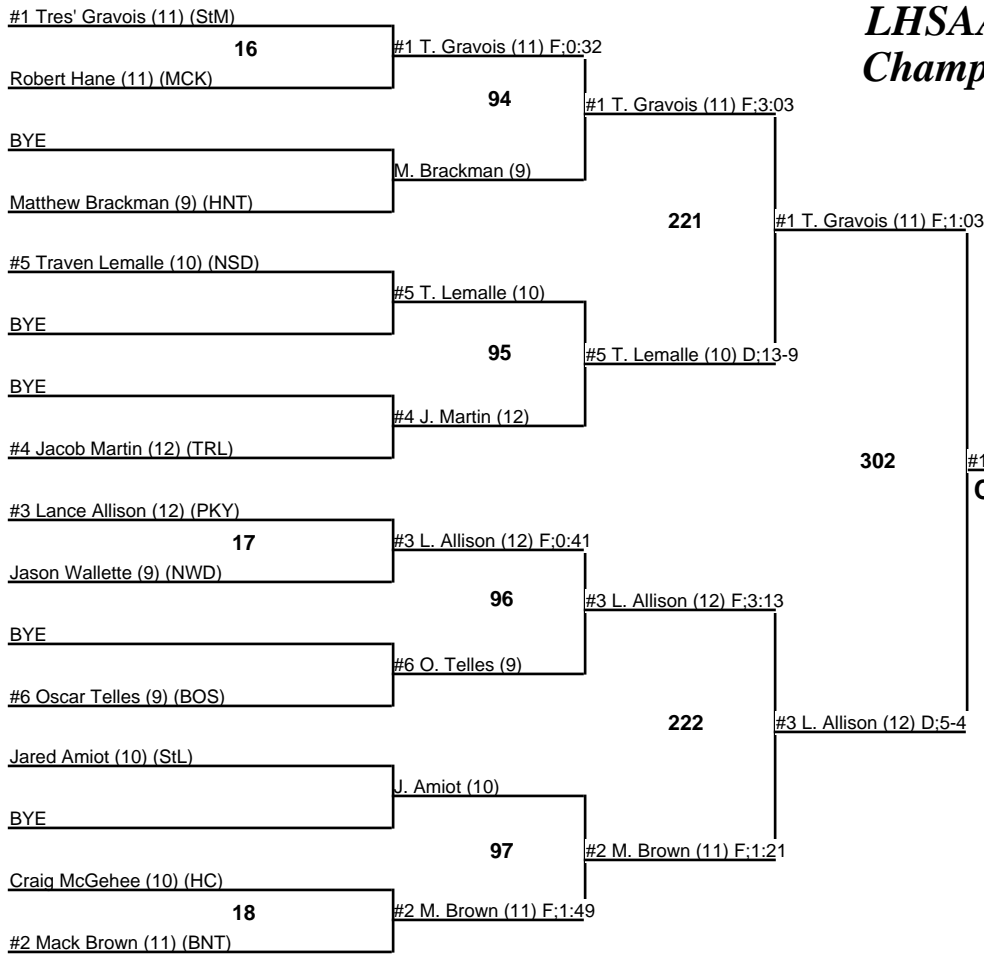 LHSAA
Champ
#1 Tres' Gravois (11) (StM)
16
Robert Hane (11) (MCK)
BYE
Matthew Brackman (9) (HNT)
#5 Traven Lemalle (10) (NSD)
BYE
BYE
#4 Jacob Martin (12) (TRL)
#3 Lance Allison (12) (PKY)
17
Jason Wallette (9) (NWD)
BYE
#6 Oscar Telles (9) (BOS)
Jared Amiot (10) (StL)
BYE
Craig McGehee (10) (HC)
18
#2 Mack Brown (11) (BNT)
#1 T. Gravois (11) F;0:32
94
M. Brackman (9)
#5 T. Lemalle (10)
95
#4 J. Martin (12)
#3 L. Allison (12) F;0:41
96
#6 O. Telles (9)
J. Amiot (10)
97
#2 M. Brown (11) F;1:49
#1 T. Gravois (11) F;3:03
221
#5 T. Lemalle (10) D;13-9
#3 L. Allison (12) F;3:13
222
#2 M. Brown (11) F;1:21
#1 T. Gravois (11) F;1:03
302
#3 L. Allison (12) D;5-4
#1